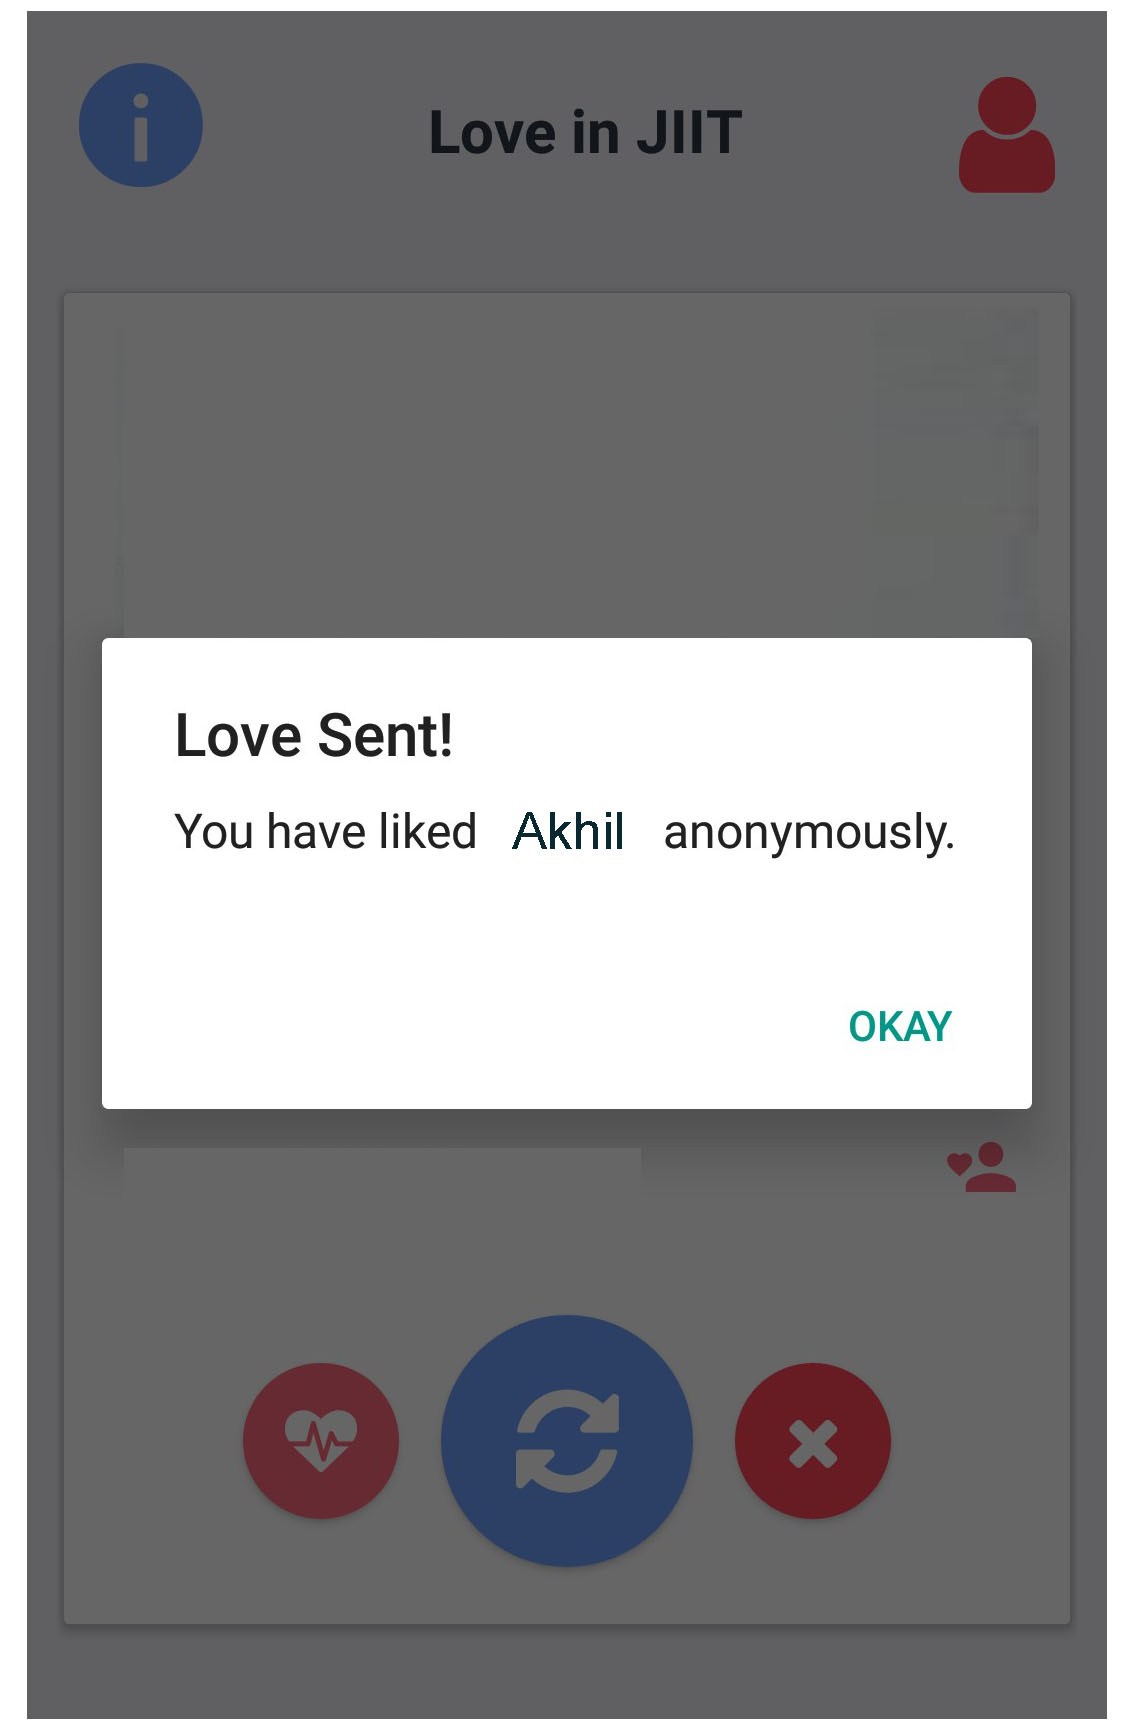 Love in JIIT
Love Sent!
You have liked Akhil anonymously.
OKAY